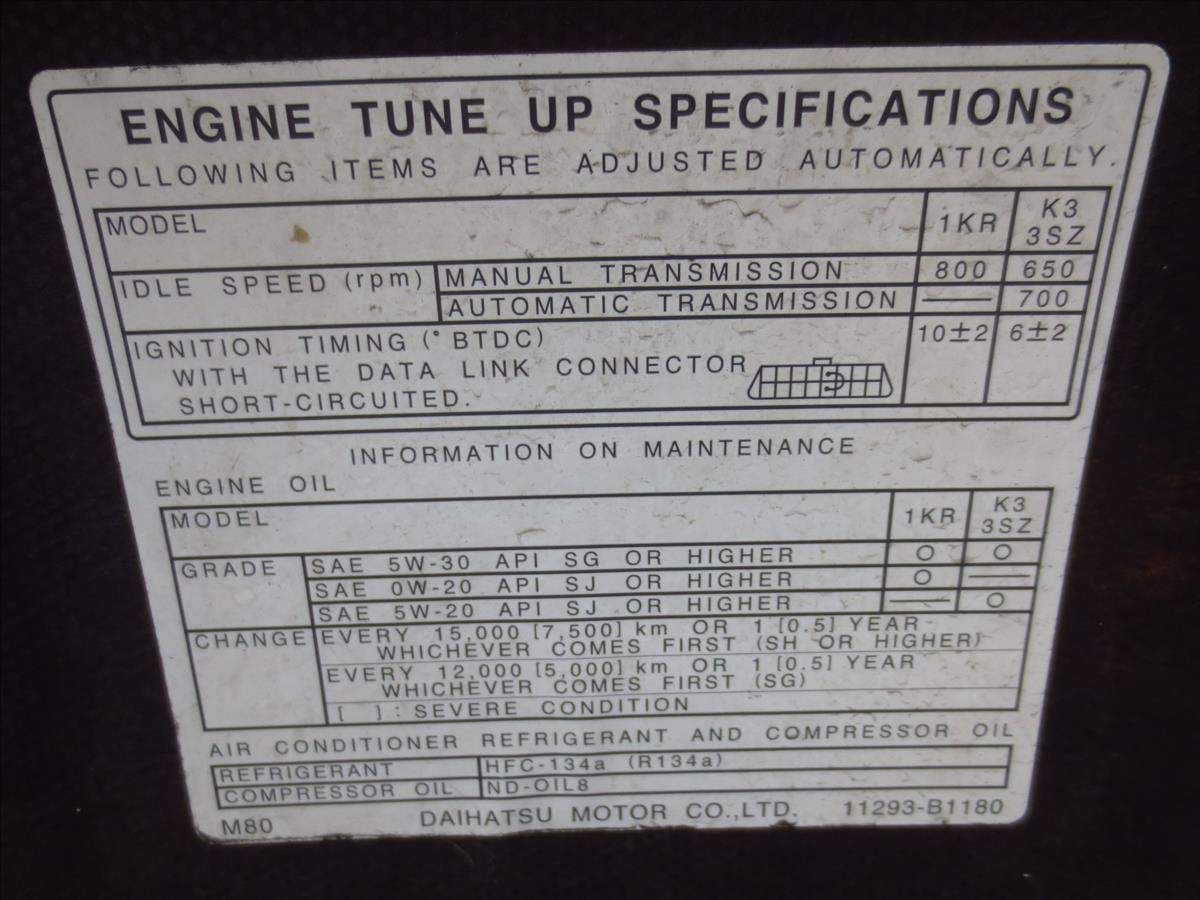 ENGINE TUNE UP SPECIFICATIONS
FOLLOWING ITEMS ARE ADJUSTED AUTOMATICALLY.
MODEL 1KR K3
3SZ
IDLE SPEED (rpm) MANUAL TRANSMISSION 800 650
AUTOMATIC TRANSMISSION — 700
IGNITION TIMING (° BTDC) 10±2 6±2
WITH THE DATA LINK CONNECTOR
SHORT-CIRCUITED.
INFORMATION ON MAINTENANCE
ENGINE OIL
MODEL 1KR K3
3SZ
GRADE SAE 5W-30 API SG OR HIGHER ○ ○
SAE 0W-20 API SJ OR HIGHER ○ —
SAE 5W-20 API SJ OR HIGHER — ○
CHANGE EVERY 15,000 [7,500] km OR 1 [0.5] YEAR
WHICHEVER COMES FIRST (SH OR HIGHER)
EVERY 12,000 [5,000] km OR 1 [0.5] YEAR
WHICHEVER COMES FIRST (SG)
[ ] : SEVERE CONDITION
AIR CONDITIONER REFRIGERANT AND COMPRESSOR OIL
REFRIGERANT HFC-134a (R134a)
COMPRESSOR OIL ND-OIL8
M80 DAIHATSU MOTOR CO.,LTD. 11293-B1180